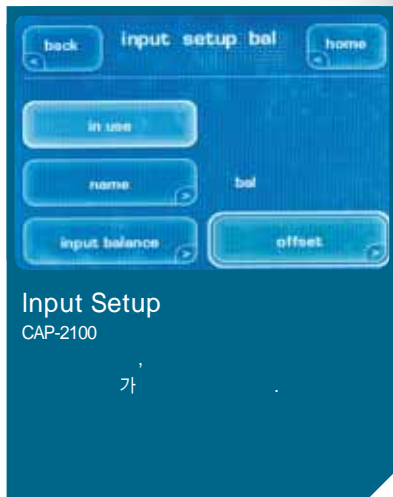 back input setup bal home
in use
name bal
input balance offset
Input Setup
CAP-2100
,
가 .